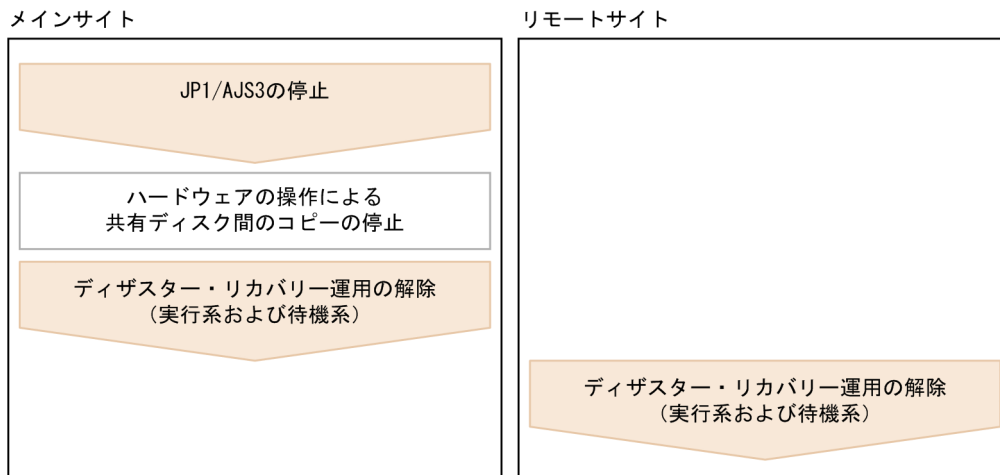 メインサイト
JP1/AJS3の停止
ハードウェアの操作による
共有ディスク間のコピーの停止
ディザスター・リカバリー運用の解除
（実行系および待機系）
リモートサイト
ディザスター・リカバリー運用の解除
（実行系および待機系）